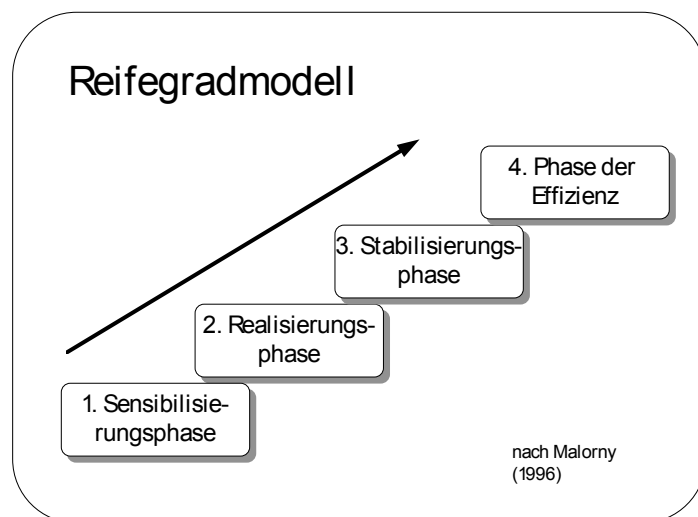 Reifegradmodell
4. Phase der
Effizienz
3. Stabilisierungs-
phase
2. Realisierungs-
phase
1. Sensibilisie-
rungsphase
nach Malorny
(1996)